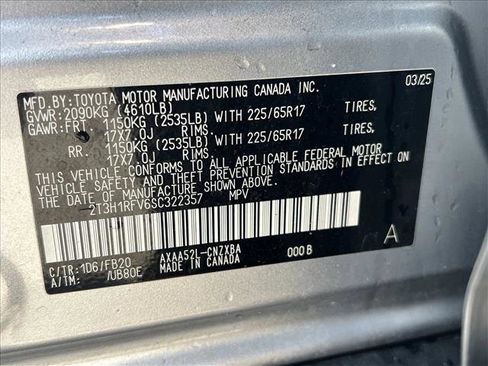 MFD.BY:TOYOTA MOTOR MANUFACTURING CANADA INC. 03/25
GVWR:2090KG (4610LB)
GAWR:FRT 1150KG (2535LB) WITH 225/65R17 TIRES,
17X7.0J RIMS.
RR. 1150KG (2535LB) WITH 225/65R17 TIRES,
17X7.0J RIMS.
THIS VEHICLE CONFORMS TO ALL APPLICABLE FEDERAL MOTOR
VEHICLE SAFETY AND THEFT PREVENTION STANDARDS IN EFFECT
ON THE DATE OF MANUFACTURE SHOWN ABOVE.
2T3H1RFV6SC322357 MPV
C/TR:1D6/FB20 AXAA52L-CNZXBA 000 B A
A/TM: /UB80E MADE IN CANADA